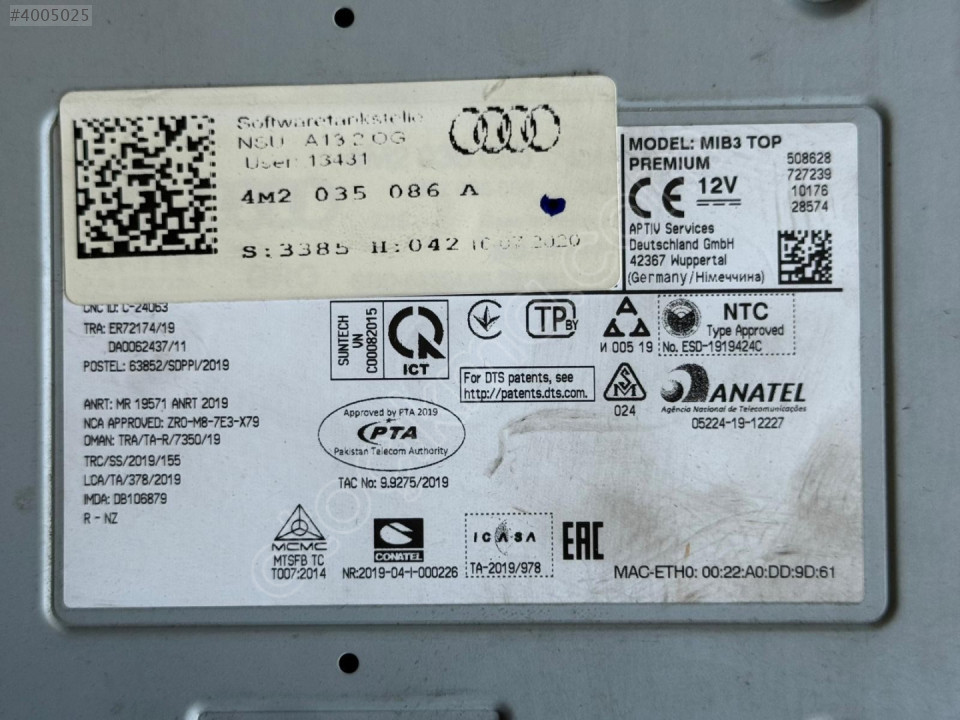 #4005025
Softwaretankstelle
NSU A13 2.OG
User: 13431
4M2 035 086 A
S:3385 H:042 10 07 2020
MODEL: MIB3 TOP
PREMIUM
CE 12V
APTIV Services
Deutschland GmbH
42367 Wuppertal
(Germany/Німеччина)
508628
727239
10176
28574
CNC ID: C-24063
TRA: ER72174/19
DA0062437/11
POSTEL: 63852/SDPPI/2019
ANRT: MR 19571 ANRT 2019
NCA APPROVED: ZRO-M8-7E3-X79
OMAN: TRA/TA-R/7350/19
TRC/SS/2019/155
LCA/TA/378/2019
IMDA: DB106879
R - NZ
SUNTECH
VN
C00082015
ICT
TP BY
И 005 19
NTC
Type Approved
No. ESD-1919424C
For DTS patents, see
http://patents.dts.com.
024
ANATEL
Agência Nacional de Telecomunicações
05224-19-12227
Approved by PTA 2019
PTA
Pakistan Telecom Authority
TAC No: 9.9275/2019
MCMC
MTSFB TC
T007:2014
CONATEL
NR:2019-04-I-000226
ICASA
TA-2019/978
EAC
MAC-ETH0: 00:22:A0:DD:9D:61